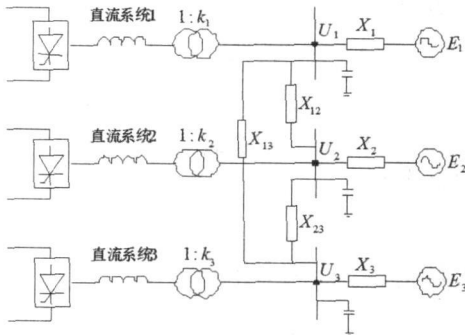 直流系统1
1:k₁
U₁
X₁
E₁
X₁₂
X₁₃
直流系统2
1:k₂
U₂
X₂
E₂
X₂₃
直流系统3
1:k₃
U₃
X₃
E₃